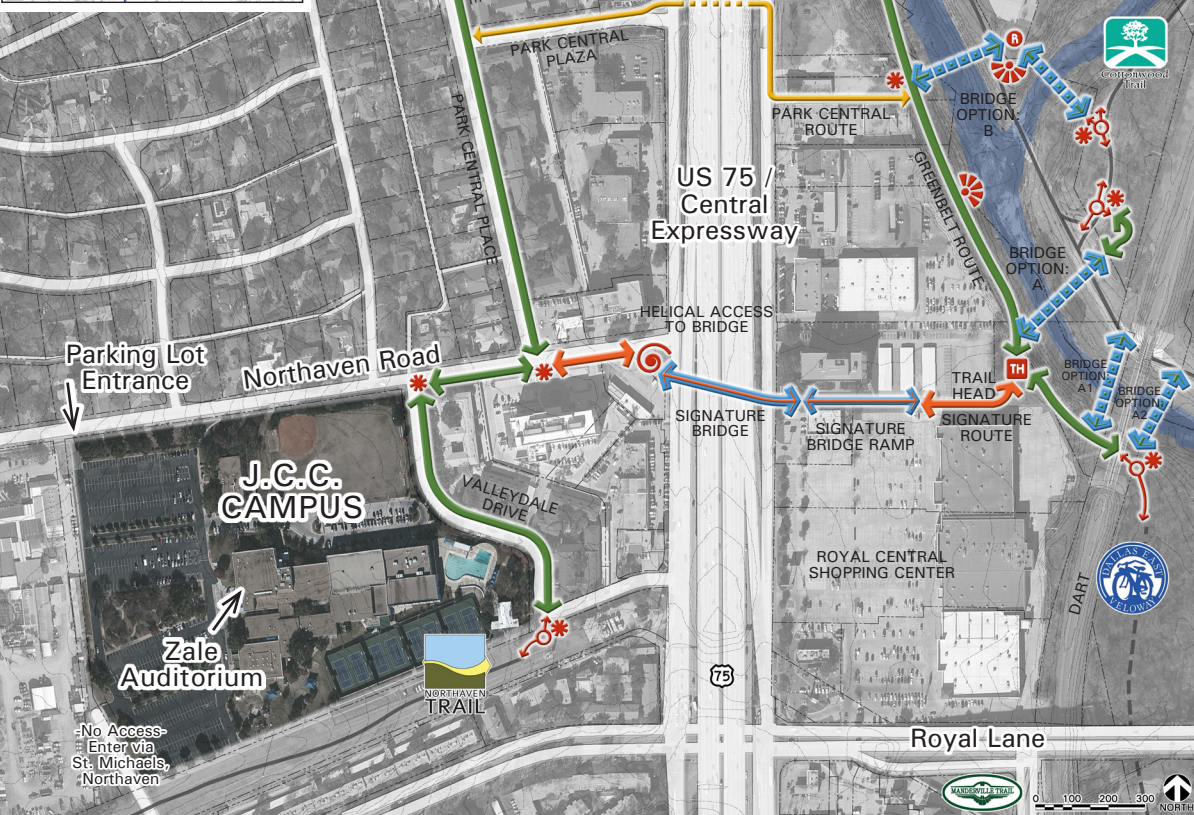 PARK CENTRAL
PLAZA
PARK CENTRAL PLACE
PARK CENTRAL
ROUTE
R
BRIDGE
OPTION:
B
Cottonwood
Trail
US 75 /
Central
Expressway
GREENBELT ROUTE
BRIDGE
OPTION:
A
HELICAL ACCESS
TO BRIDGE
Parking Lot
Entrance
Northaven Road
TH
TRAIL
HEAD
BRIDGE
OPTION:
A1
BRIDGE
OPTION:
A2
SIGNATURE
BRIDGE
SIGNATURE
BRIDGE RAMP
SIGNATURE
ROUTE
J.C.C.
CAMPUS
VALLEYDALE
DRIVE
ROYAL CENTRAL
SHOPPING CENTER
DART
DALLAS EAST
VELOWAY
Zale
Auditorium
NORTHAVEN
TRAIL
75
-No Access-
Enter via
St. Michaels,
Northaven
Royal Lane
MANDERVILLE TRAIL
0 100 200 300
NORTH